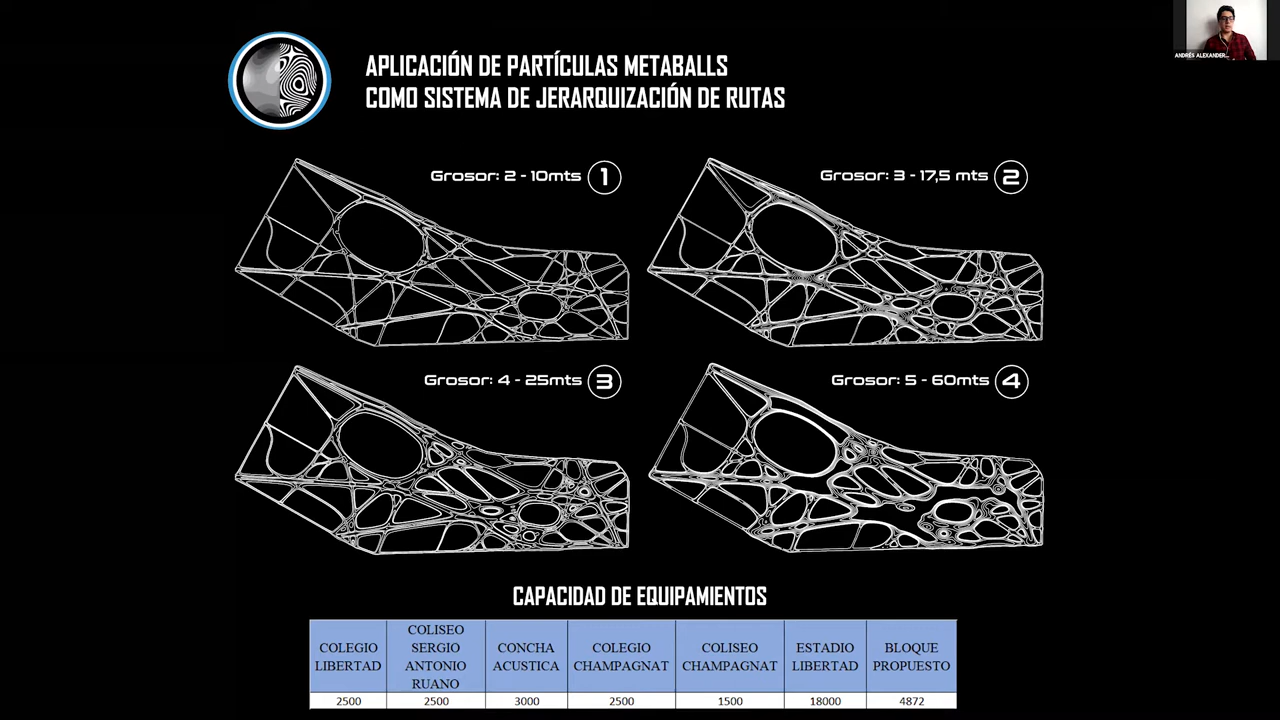 ANDRÉS ALEXANDER...
APLICACIÓN DE PARTÍCULAS METABALLS
COMO SISTEMA DE JERARQUIZACIÓN DE RUTAS
Grosor: 2 - 10mts 1
Grosor: 3 - 17,5 mts 2
Grosor: 4 - 25mts 3
Grosor: 5 - 60mts 4
CAPACIDAD DE EQUIPAMIENTOS
COLEGIO
LIBERTAD
COLISEO
SERGIO
ANTONIO
RUANO
CONCHA
ACUSTICA
COLEGIO
CHAMPAGNAT
COLISEO
CHAMPAGNAT
ESTADIO
LIBERTAD
BLOQUE
PROPUESTO
2500 2500 3000 2500 1500 18000 4872